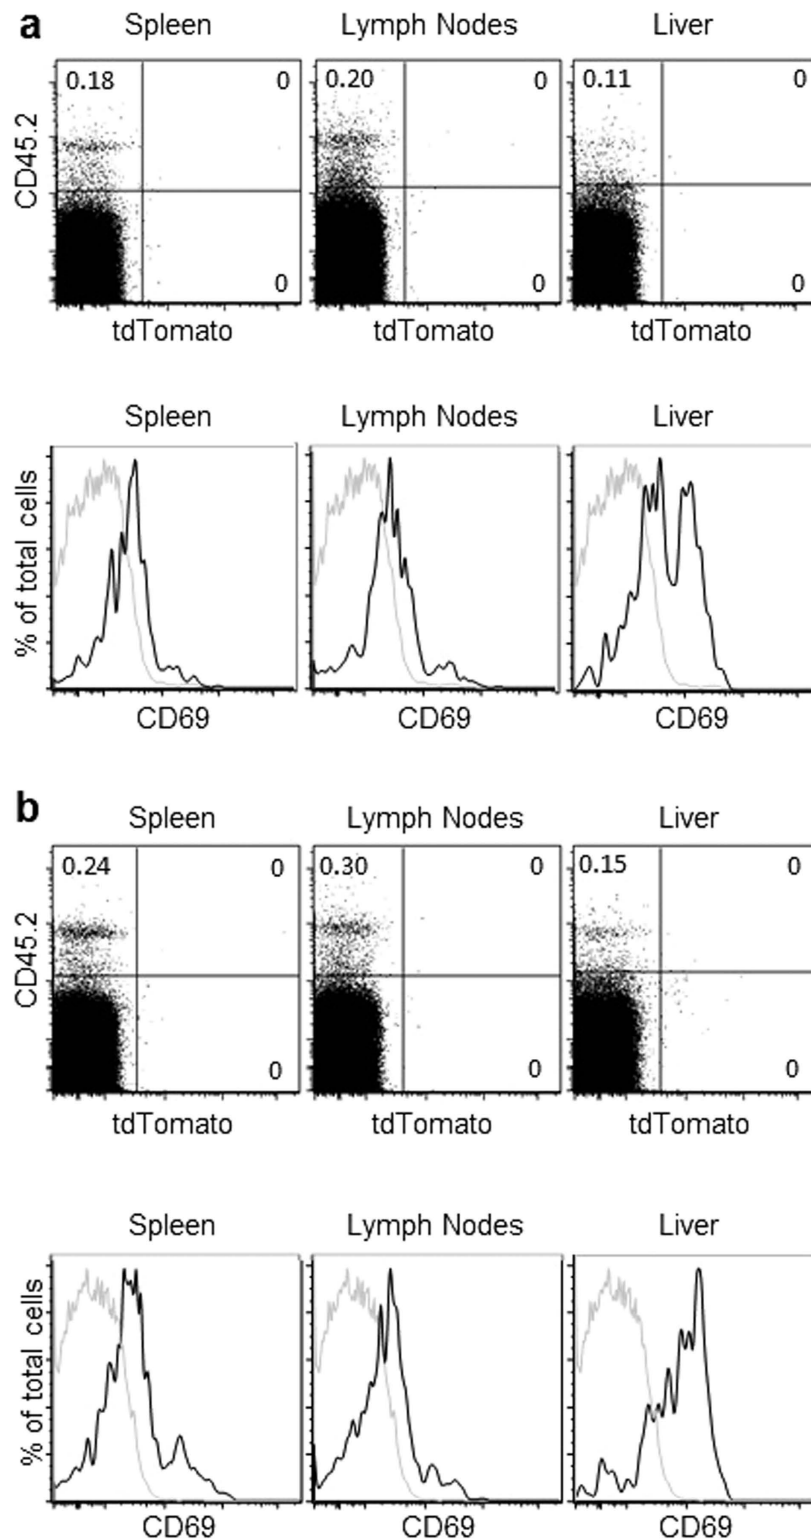 a
Spleen Lymph Nodes Liver
0.18 0 0.20 0 0.11 0
CD45.2
0 0 0
tdTomato tdTomato tdTomato
Spleen Lymph Nodes Liver
% of total cells
CD69 CD69 CD69
b
Spleen Lymph Nodes Liver
0.24 0 0.30 0 0.15 0
CD45.2
0 0 0
tdTomato tdTomato tdTomato
Spleen Lymph Nodes Liver
% of total cells
CD69 CD69 CD69